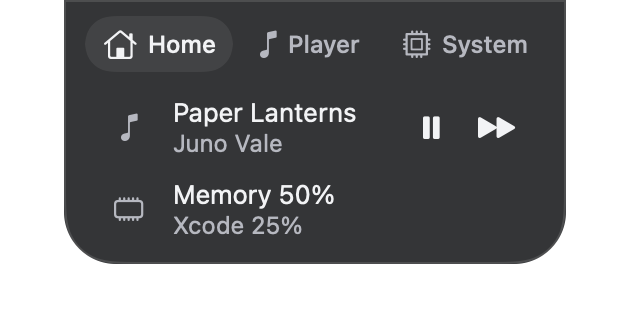 Home Player System
Paper Lanterns
Juno Vale
Memory 50%
Xcode 25%